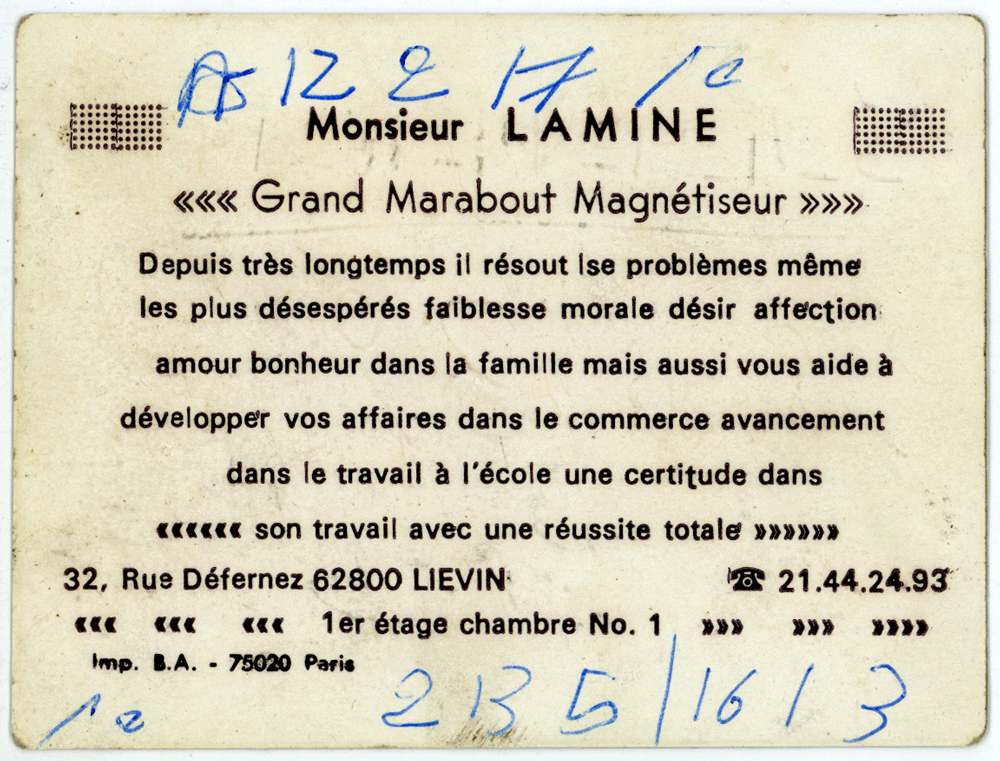 A5 12 2 17 10
Monsieur LAMINE
««« Grand Marabout Magnétiseur »»»
Depuis très longtemps il résout lse problèmes même
les plus désespérés faiblesse morale désir affection
amour bonheur dans la famille mais aussi vous aide à
développer vos affaires dans le commerce avancement
dans le travail à l'école une certitude dans
«««««« son travail avec une réussite totale »»»»»»
32, Rue Défernez 62800 LIEVIN ☎ 21.44.24.93
««« ««« ««« 1er étage chambre No. 1 »»» »»» »»»»
Imp. B.A. - 75020 Paris
2 13 5 / 16 1 3